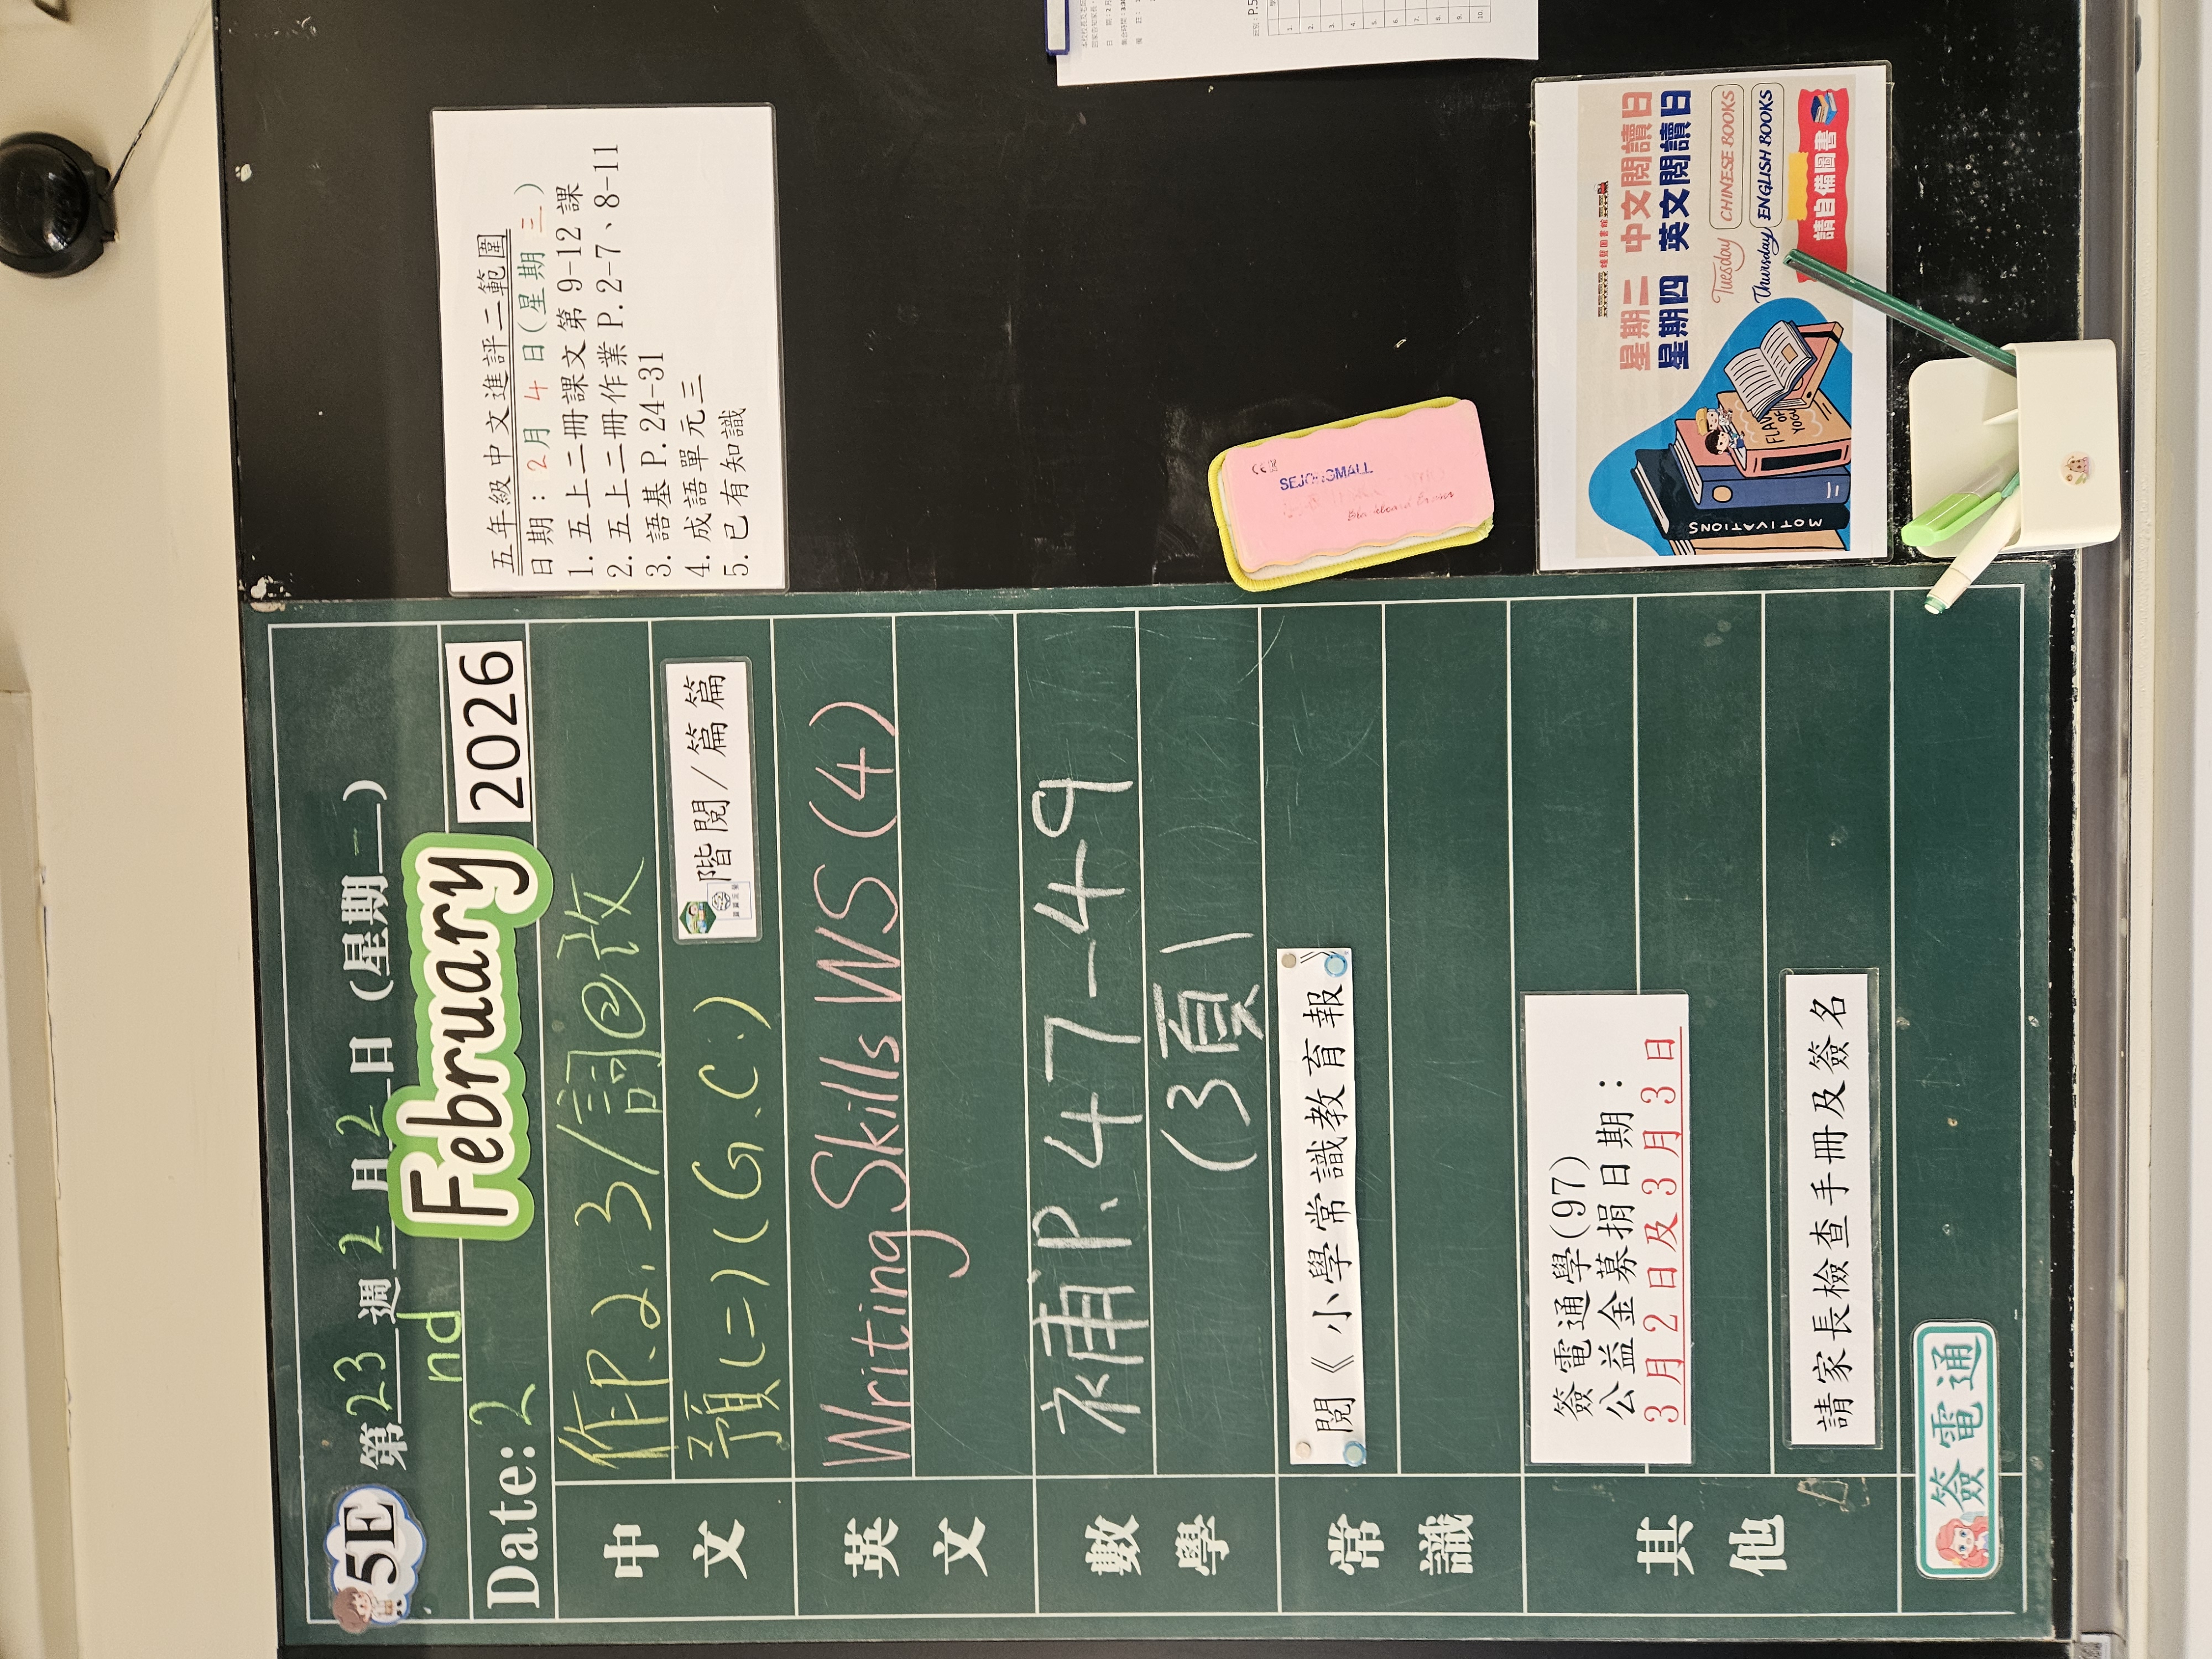 5E 第 23 週 2 月 2 日 (星期 一 )
Date: 2 nd February 2026
中文
作P.2,3/詞@改
預(二)(G.C.)
階閱/篇篇
英文
Writing Skills WS (4)
數學
補P.47-49
(3頁)
常識
閱《小學常識教育報
其他
簽電通學(97)
公益金募捐日期：
3月2日及3月3日
請家長檢查手冊及簽名
簽電通
五年級中文進評二範圍
日期：2月 4 日(星期 三 )
1.五上二冊課文第9-12課
2.五上二冊作業P.2-7、8-11
3.語基P.24-31
4.成語單元三
5.已有知識
SEJONGMALL
星期二 中文閱讀日
星期四 英文閱讀日
Tuesday CHINESE BOOKS
Thursday ENGLISH BOOKS
請自備圖書
MOTIVATIONS